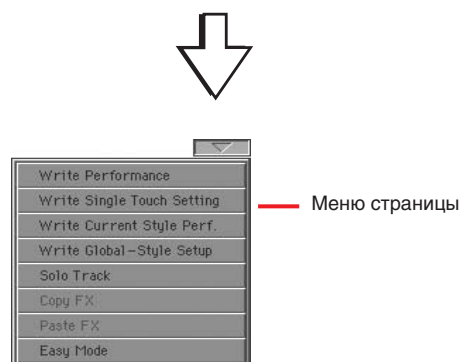 Write Performance
Write Single Touch Setting
Меню страницы
Write Current Style Perf.
Write Global-Style Setup
Solo Track
Copy FX
Paste FX
Easy Mode